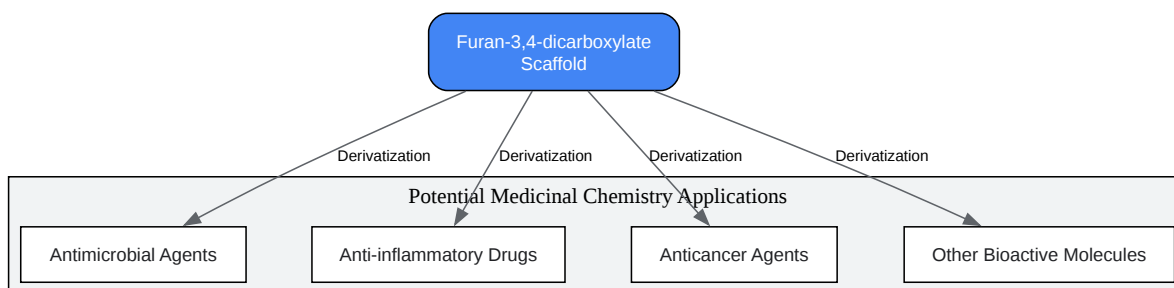 Furan-3,4-dicarboxylate
Scaffold
Derivatization
Derivatization
Derivatization
Derivatization
Potential Medicinal Chemistry Applications
Antimicrobial Agents
Anti-inflammatory Drugs
Anticancer Agents
Other Bioactive Molecules